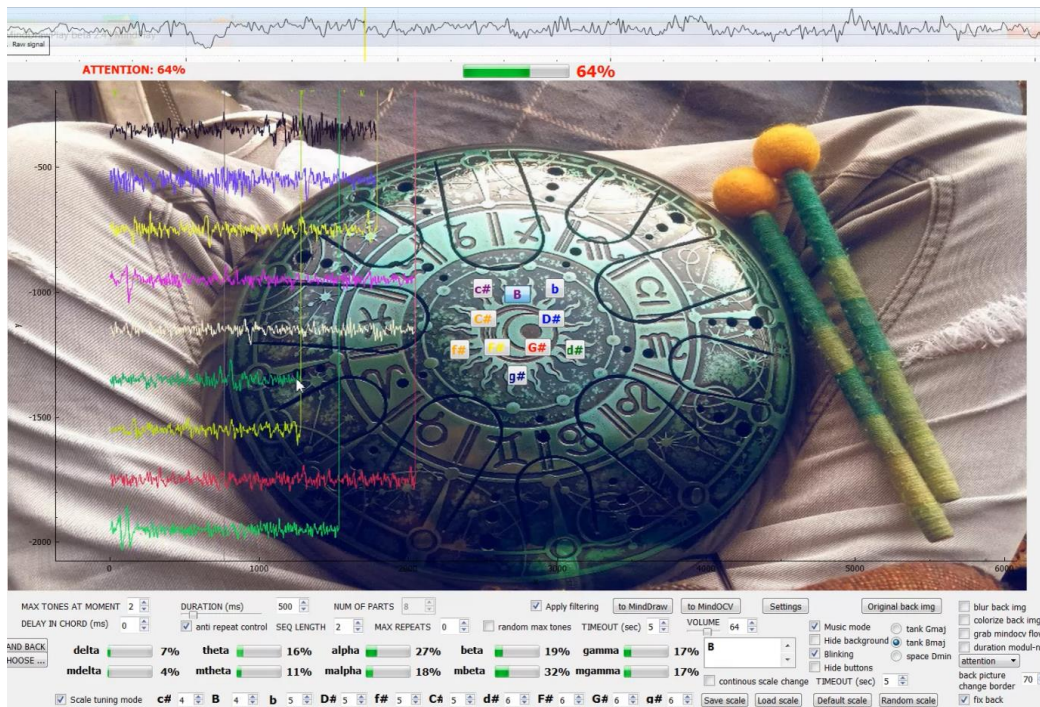 Raw signal
ATTENTION: 64%
64%
-500
-1000
-1500
-2000
Y
0 1000 2000 3000 4000 5000 6000
c# B b
C# D#
f# G# d#
g#
MAX TONES AT MOMENT 2 DURATION (ms) 500 NUM OF PARTS 8 Apply filtering to MindDraw to MindOCV Settings Original back img blur back img
DELAY IN CHORD (ms) 0 anti repeat control SEQ LENGTH 2 MAX REPEATS 0 random max tones TIMEOUT (sec) 5 VOLUME 64 Music mode tank Gmaj colorize back img
Hide background tank Bmaj grab mindocv flow
AND BACK delta 7% theta 16% alpha 27% beta 19% gamma 17% B Blinking space Dmin duration modul-n
HOOSE ... mdelta 4% mtheta 11% malpha 18% mbeta 32% mgamma 17% Hide buttons attention
continous scale change TIMEOUT (sec) 5 back picture change border 70
Scale tuning mode c# 4 B 4 b 5 D# 5 f# 5 C# 5 d# 6 F# 6 G# 6 g# 6 Save scale Load scale Default scale Random scale fix back